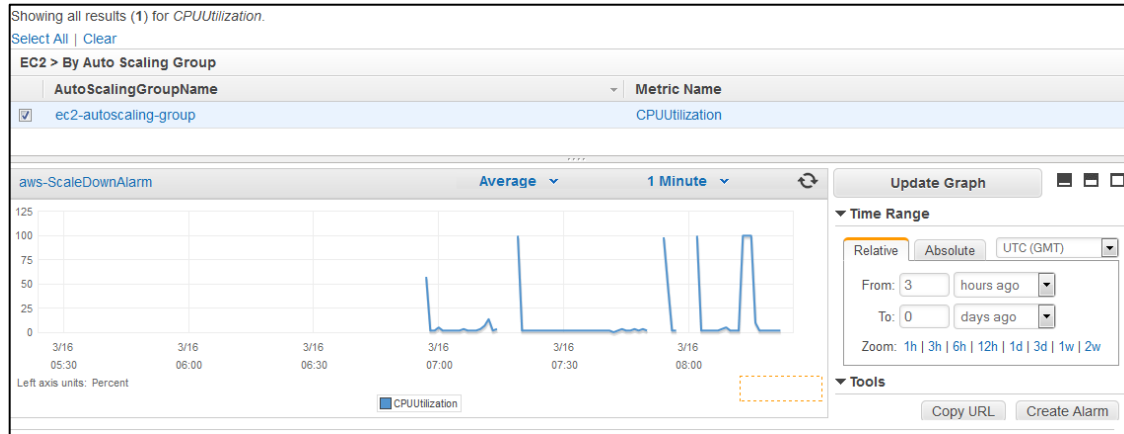 Showing all results (1) for CPUUtilization.
Select All | Clear
EC2 > By Auto Scaling Group
AutoScalingGroupName Metric Name
ec2-autoscaling-group CPUUtilization
aws-ScaleDownAlarm Average 1 Minute
125
100
75
50
25
0
3/16 3/16 3/16 3/16 3/16 3/16
05:30 06:00 06:30 07:00 07:30 08:00
Left axis units: Percent
CPUUtilization
Update Graph
Time Range
Relative Absolute UTC (GMT)
From: 3 hours ago
To: 0 days ago
Zoom: 1h | 3h | 6h | 12h | 1d | 3d | 1w | 2w
Tools
Copy URL Create Alarm